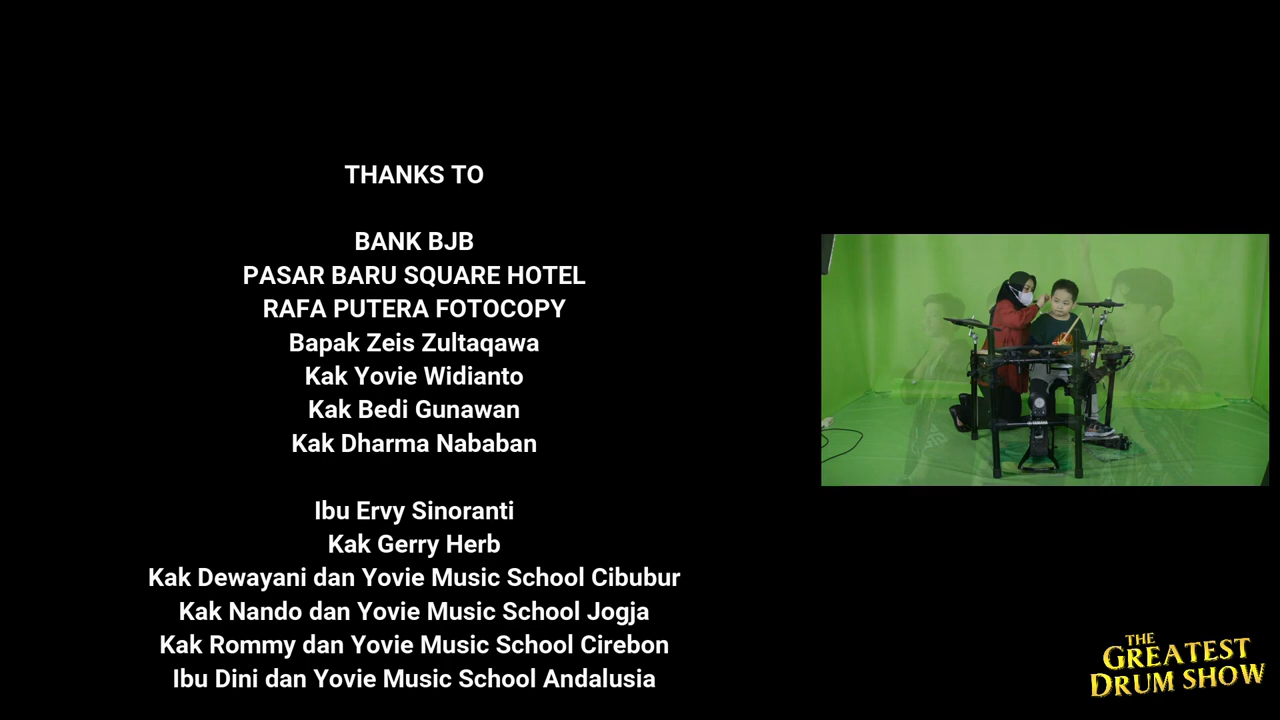 THANKS TO
BANK BJB
PASAR BARU SQUARE HOTEL
RAFA PUTERA FOTOCOPY
Bapak Zeis Zultaqawa
Kak Yovie Widianto
Kak Bedi Gunawan
Kak Dharma Nababan
Ibu Ervy Sinoranti
Kak Gerry Herb
Kak Dewayani dan Yovie Music School Cibubur
Kak Nando dan Yovie Music School Jogja
Kak Rommy dan Yovie Music School Cirebon
Ibu Dini dan Yovie Music School Andalusia
THE
GREATEST
DRUM SHOW